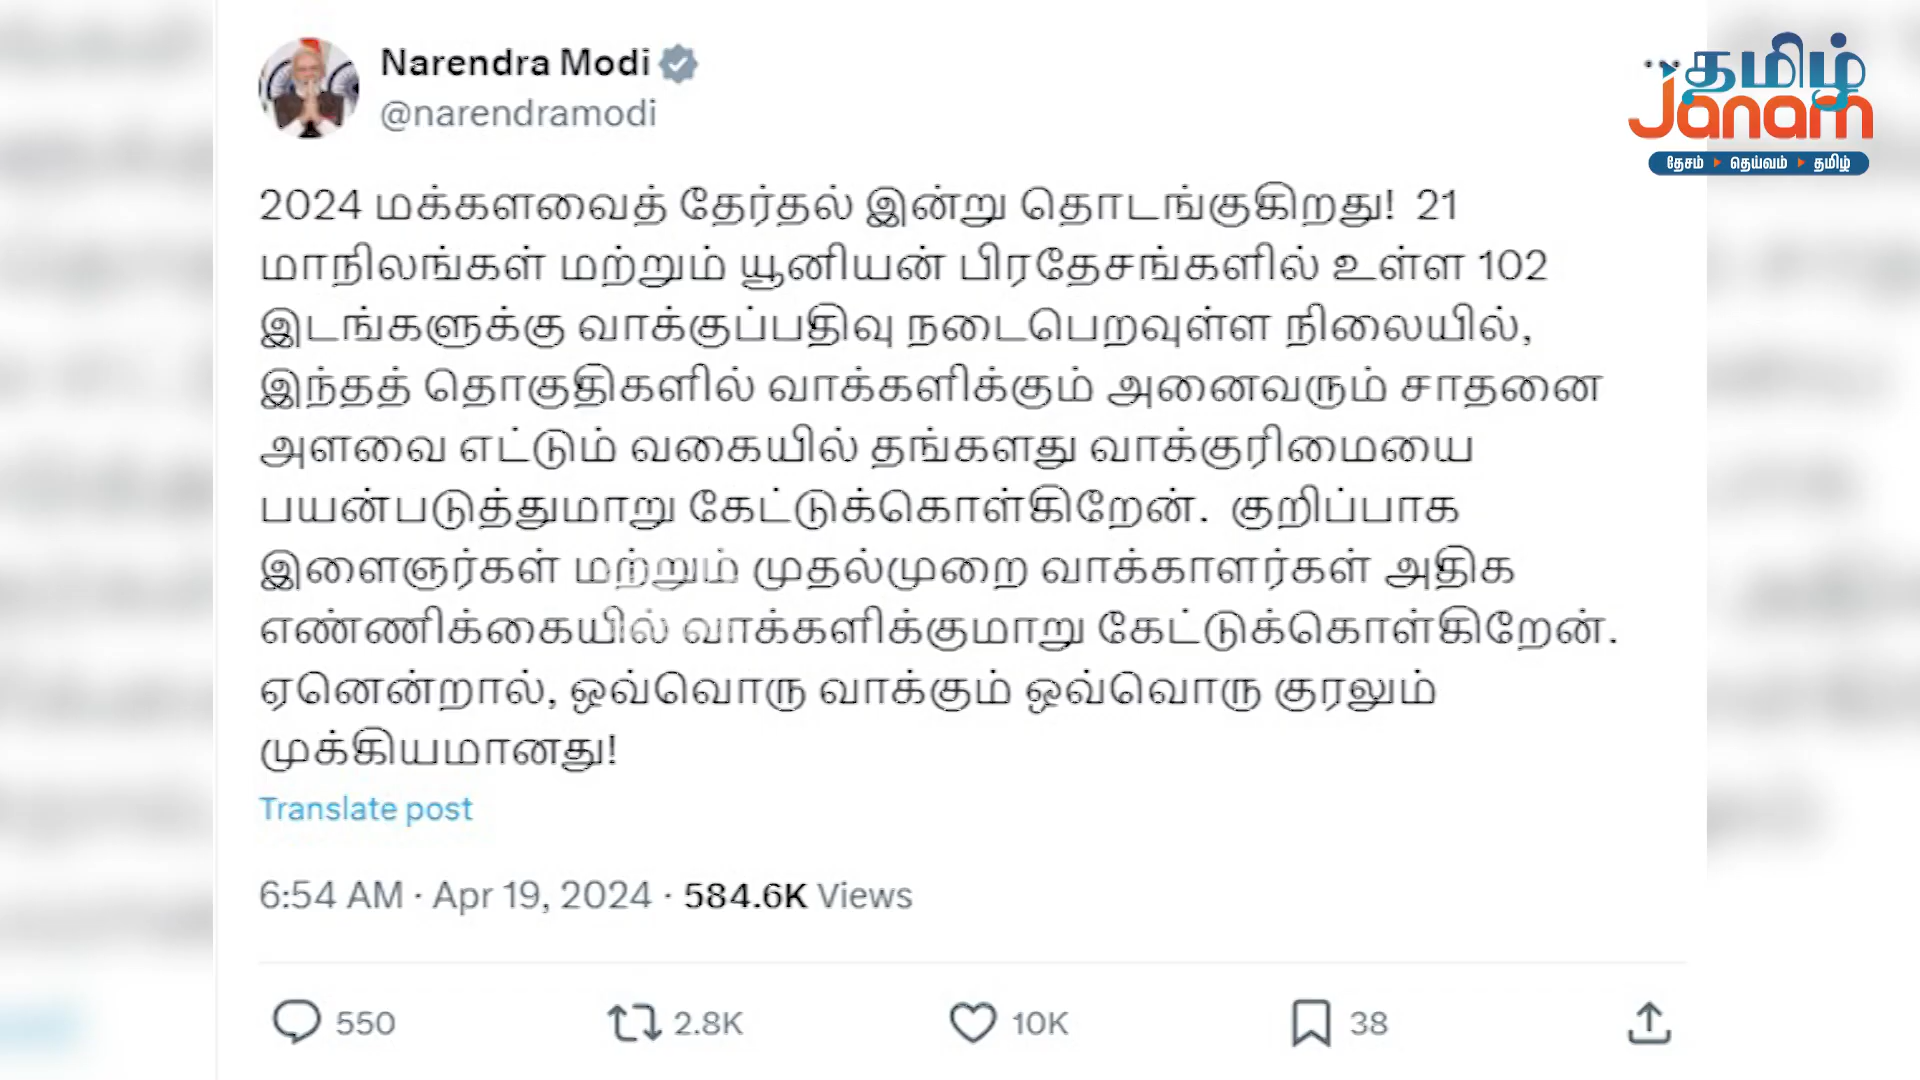 Narendra Modi
@narendramodi
தமிழ்
Janam
தேசம் தெய்வம் தமிழ்
2024 மக்களவைத் தேர்தல் இன்று தொடங்குகிறது! 21
மாநிலங்கள் மற்றும் யூனியன் பிரதேசங்களில் உள்ள 102
இடங்களுக்கு வாக்குப்பதிவு நடைபெறவுள்ள நிலையில்,
இந்தத் தொகுதிகளில் வாக்களிக்கும் அனைவரும் சாதனை
அளவை எட்டும் வகையில் தங்களது வாக்குரிமையை
பயன்படுத்துமாறு கேட்டுக்கொள்கிறேன். குறிப்பாக
இளைஞர்கள் மற்றும் முதல்முறை வாக்காளர்கள் அதிக
எண்ணிக்கையில் வாக்களிக்குமாறு கேட்டுக்கொள்கிறேன்.
ஏனென்றால், ஒவ்வொரு வாக்கும் ஒவ்வொரு குரலும்
முக்கியமானது!
Translate post
6:54 AM · Apr 19, 2024 · 584.6K Views
550 2.8K 10K 38